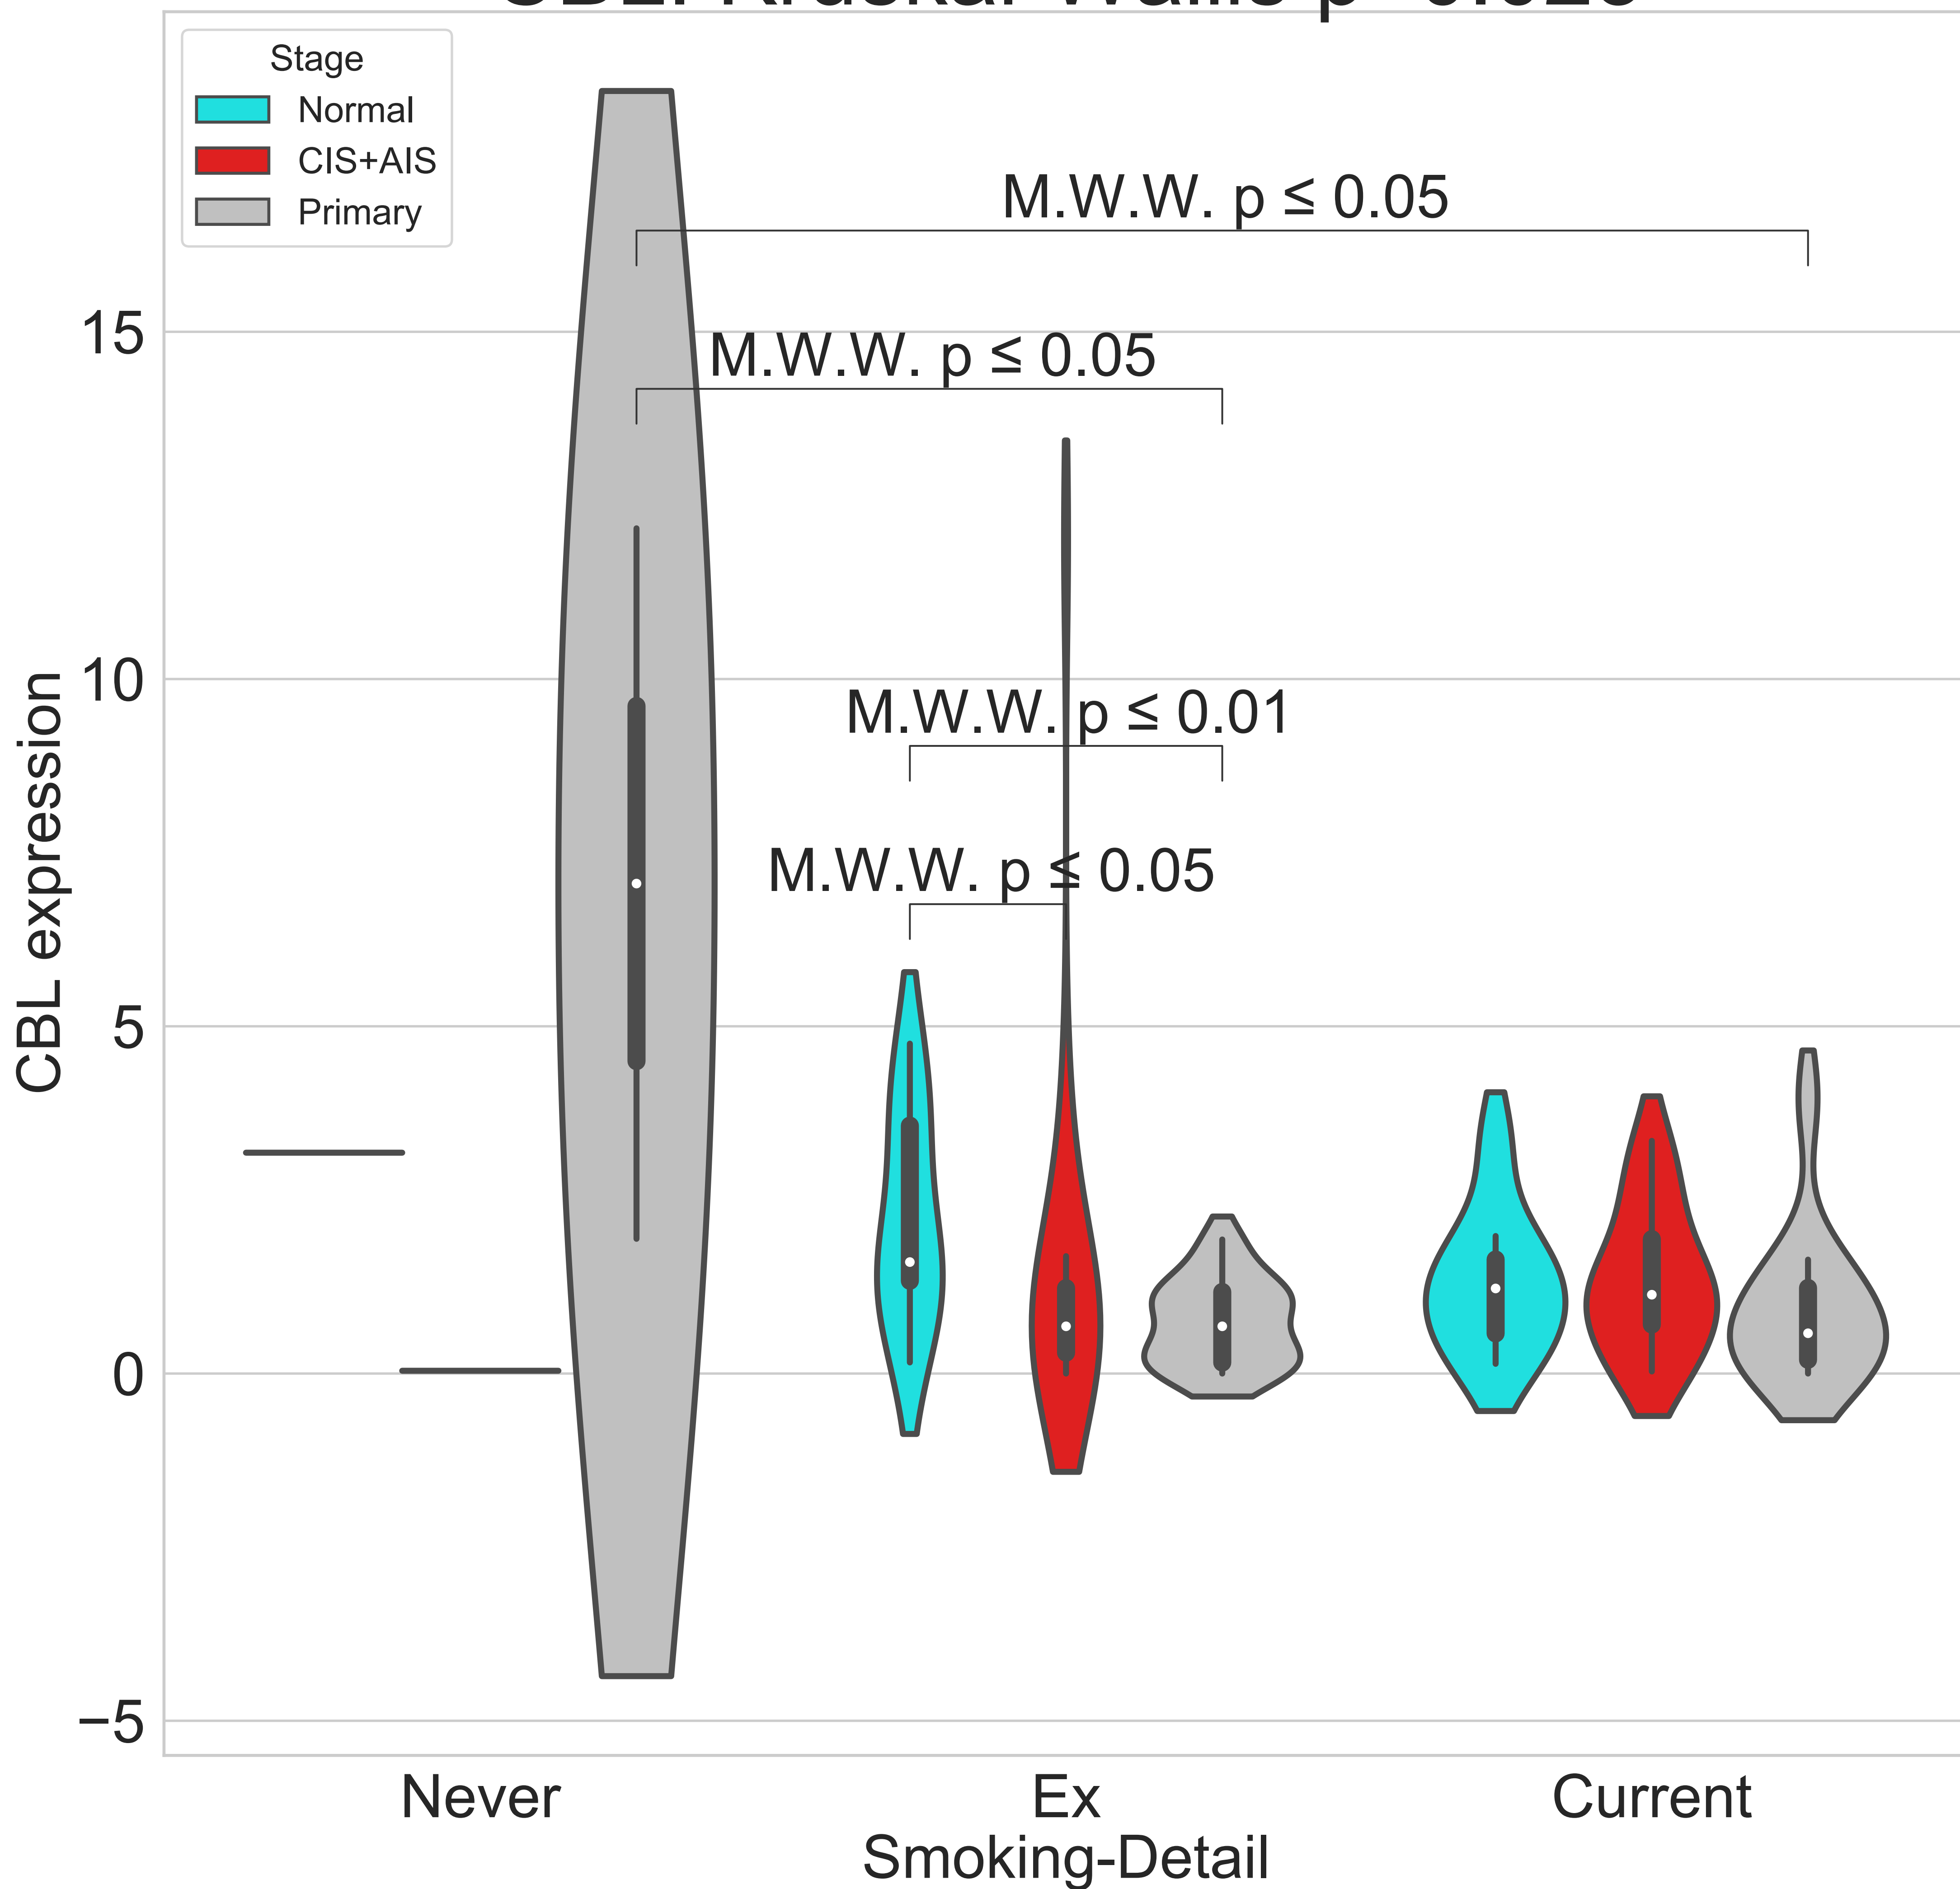 Stage
Normal
CIS+AIS
Primary
M.W.W. p ≤ 0.05
M.W.W. p ≤ 0.05
M.W.W. p ≤ 0.01
M.W.W. p ≤ 0.05
CBL expression
15
10
5
0
−5
Never
Ex
Current
Smoking-Detail